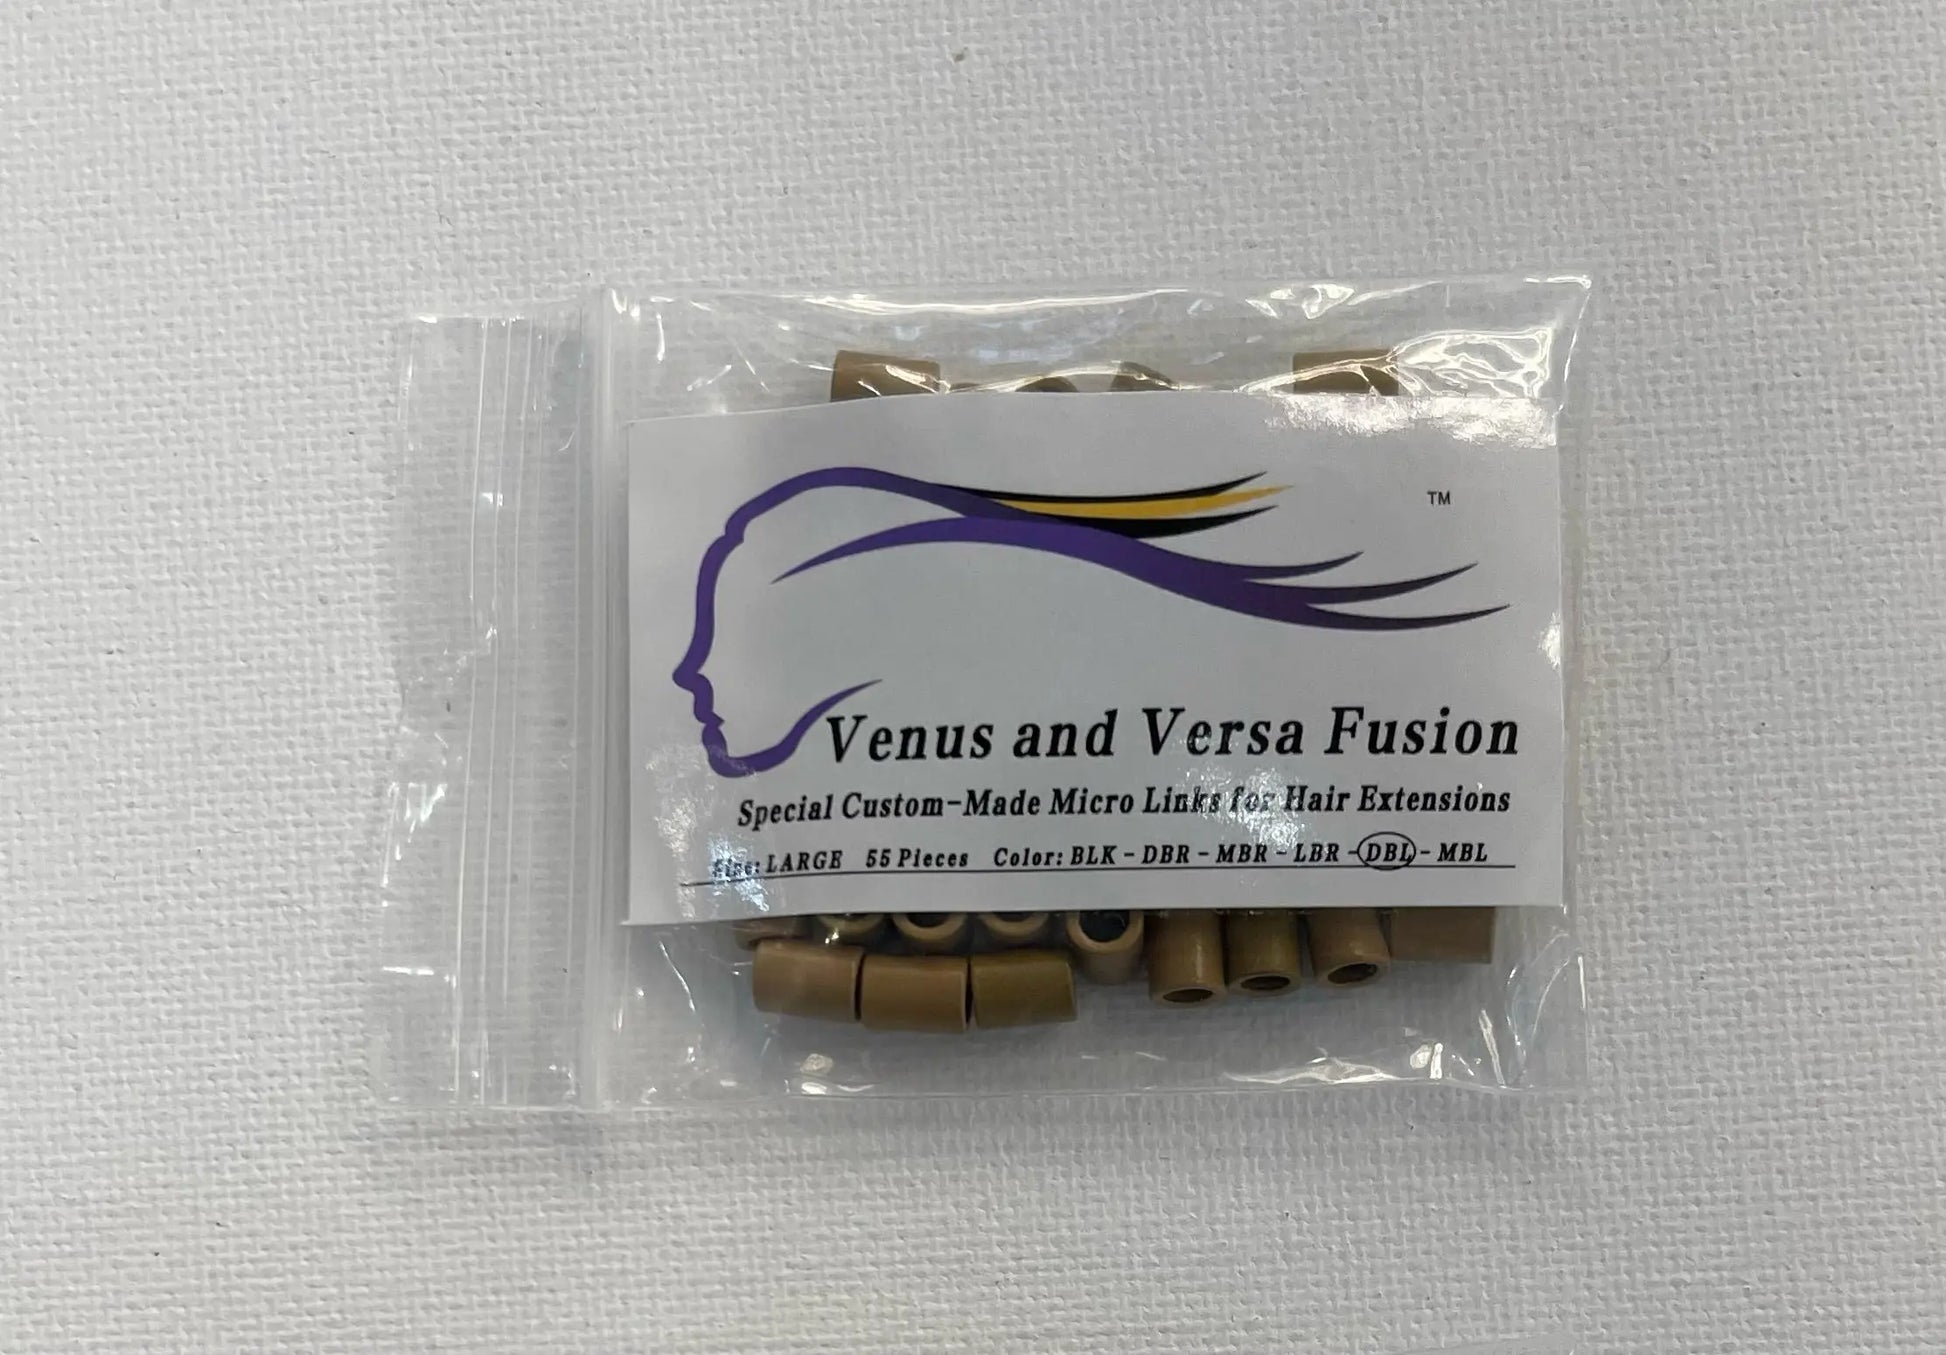 TM
Venus and Versa Fusion
Special Custom-Made Micro Links for Hair Extensions
Size: LARGE 55 Pieces Color: BLK - DBR - MBR - LBR - DBL - MBL